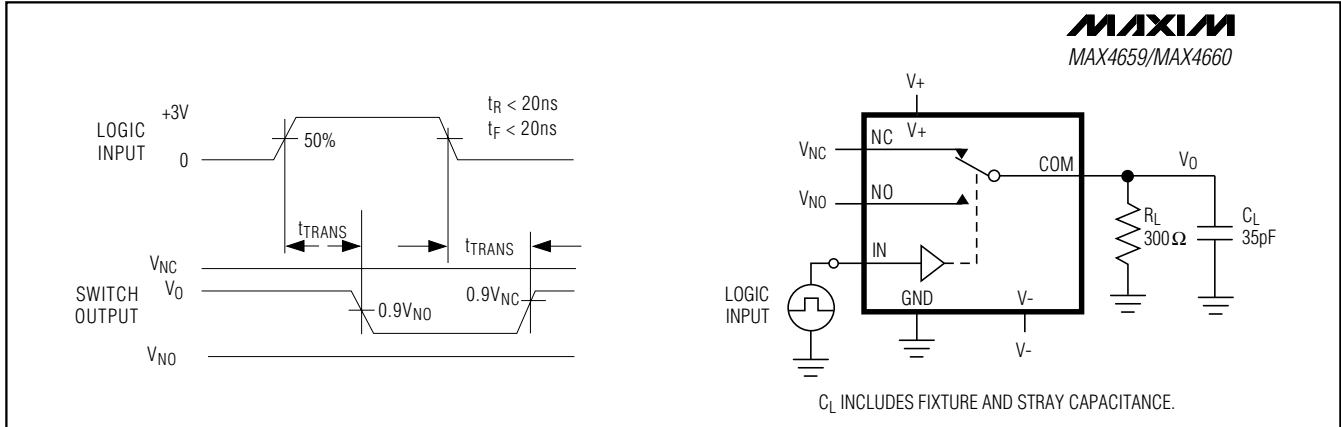 MAXIM
MAX4659/MAX4660
LOGIC
INPUT
+3V
0
50%
tR < 20ns
tF < 20ns
tTRANS
tTRANS
SWITCH
OUTPUT
VNC
VO
VNO
0.9VNO
0.9VNC
V+
V+
VNC
NC
COM
VO
VNO
NO
RL
300Ω
CL
35pF
IN
LOGIC
INPUT
GND
V-
V-
CL INCLUDES FIXTURE AND STRAY CAPACITANCE.